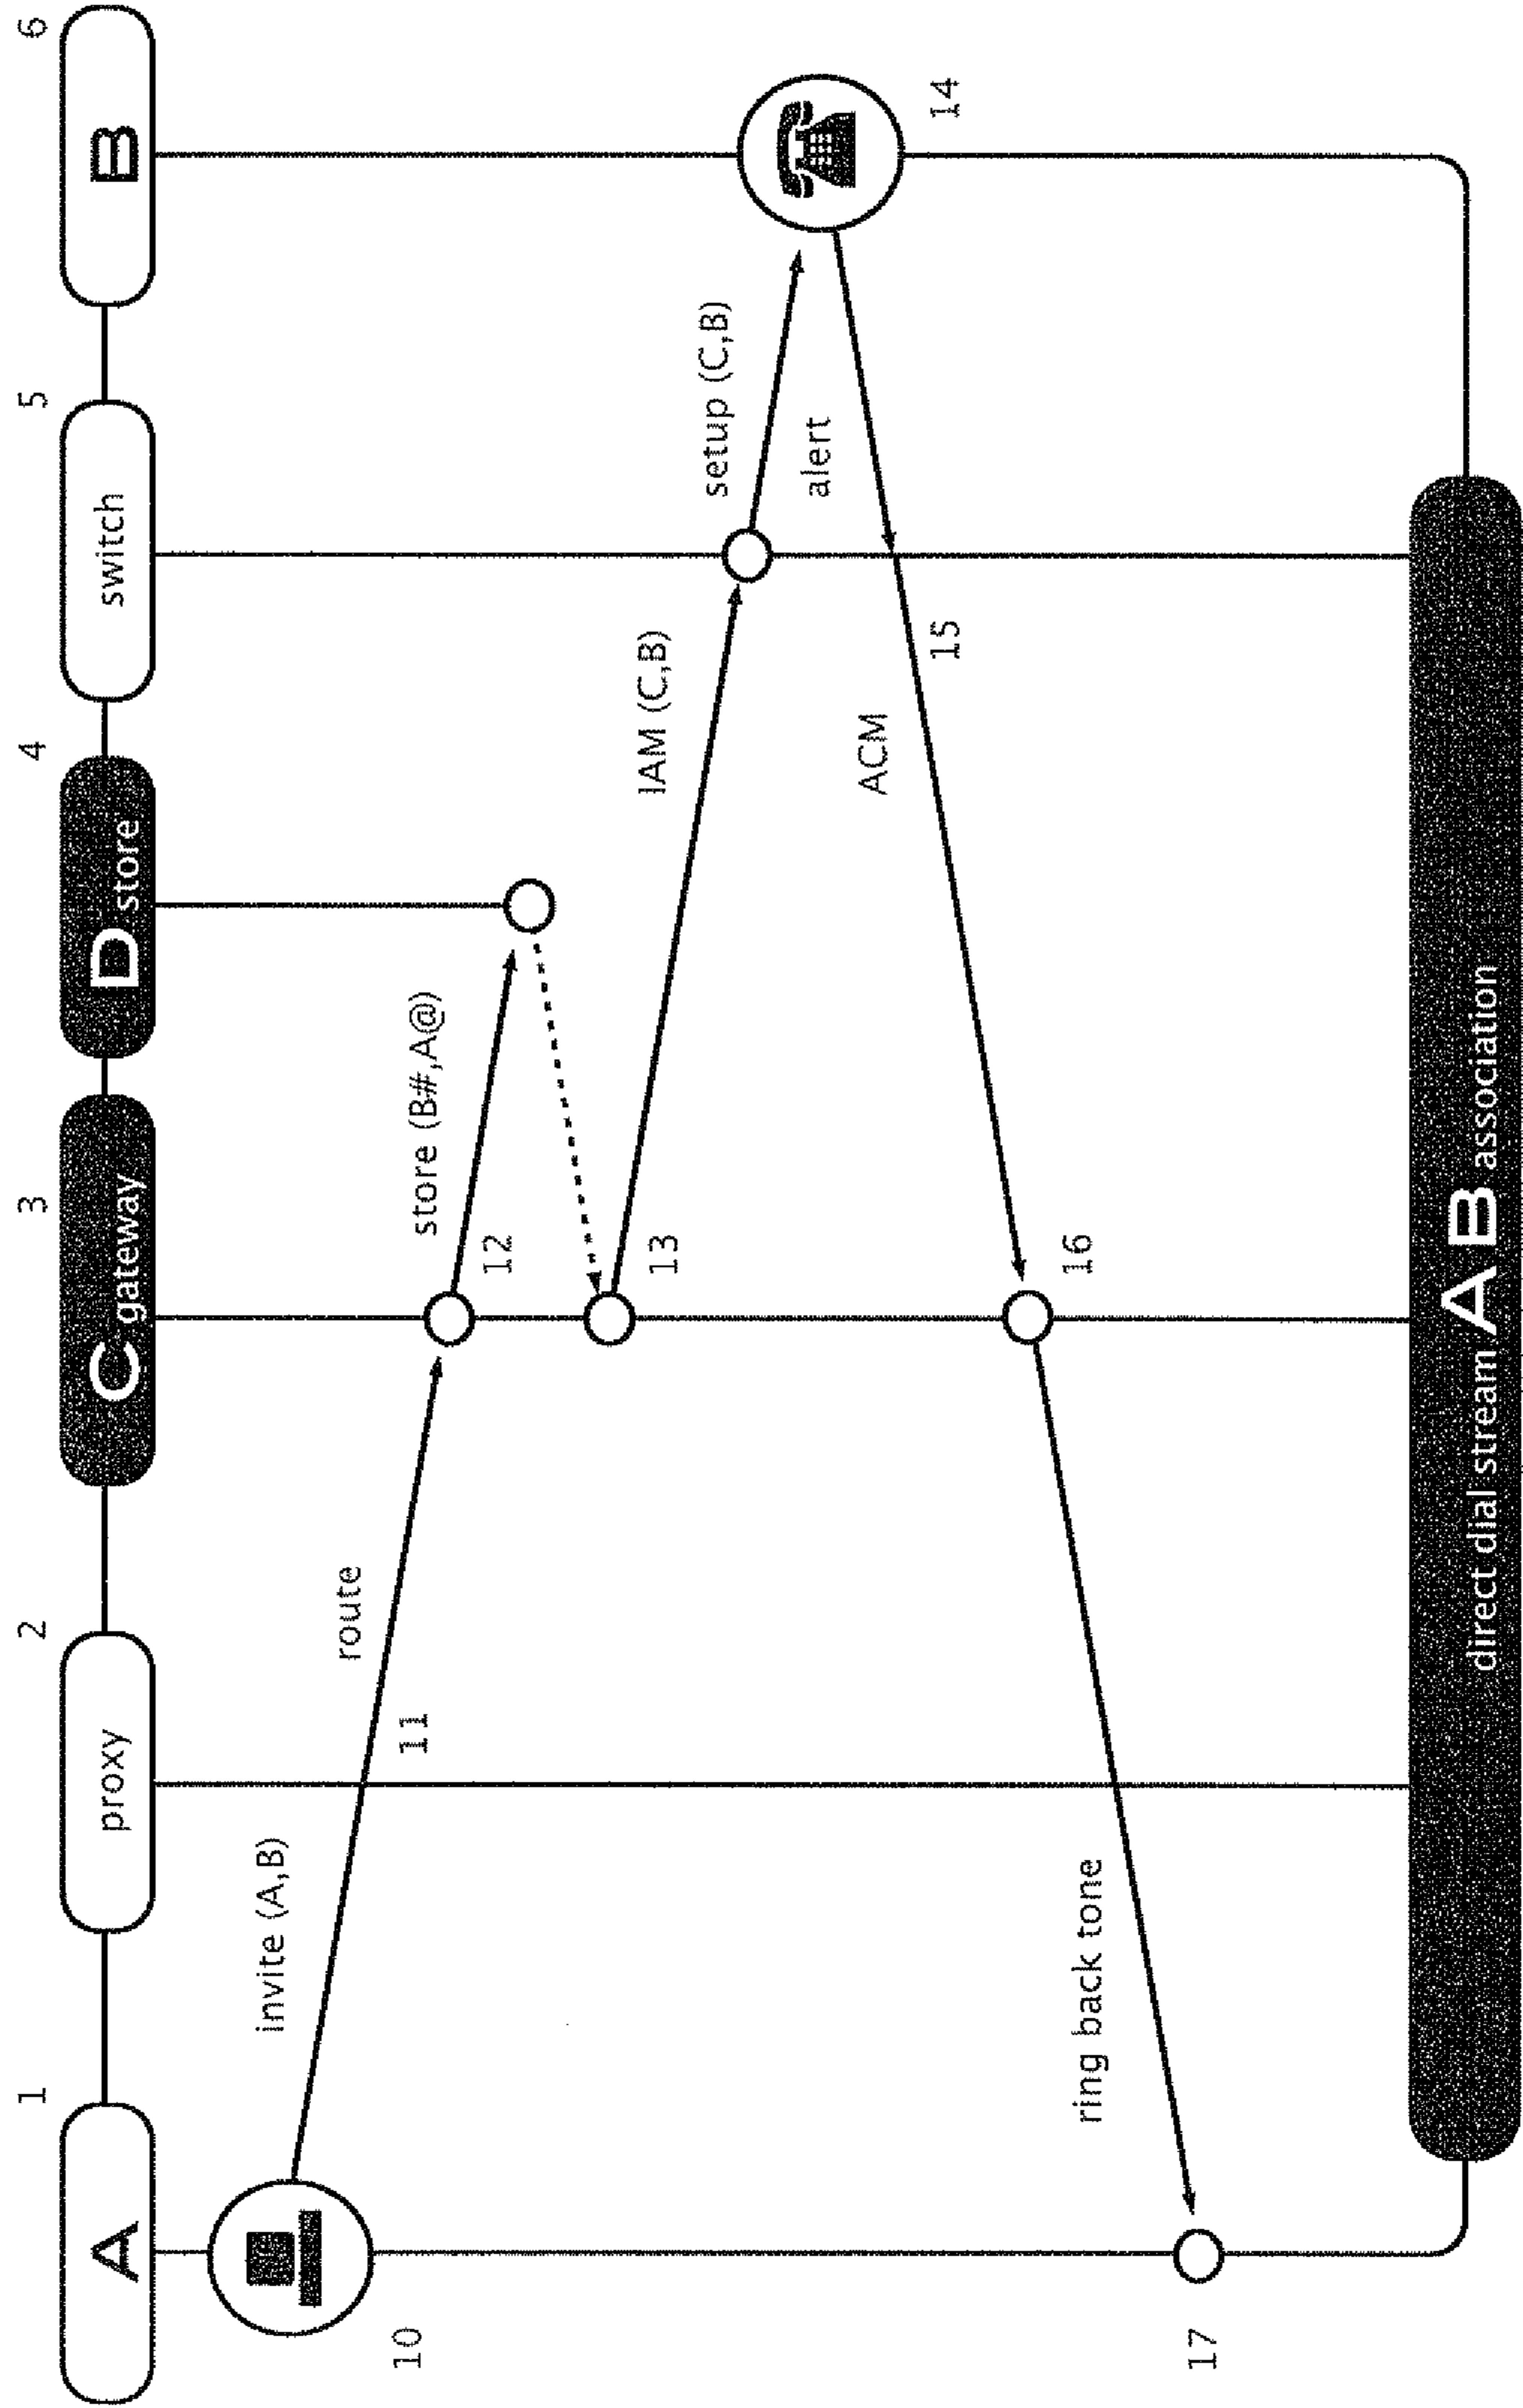 1
2
3
4
5
6
A
proxy
C gateway
D store
switch
B
invite (A,B)
10
route
11
store (B#,A@)
12
IAM (C,B)
13
setup (C,B)
alert
14
ACM
15
16
ring back tone
17
direct dial stream A B association